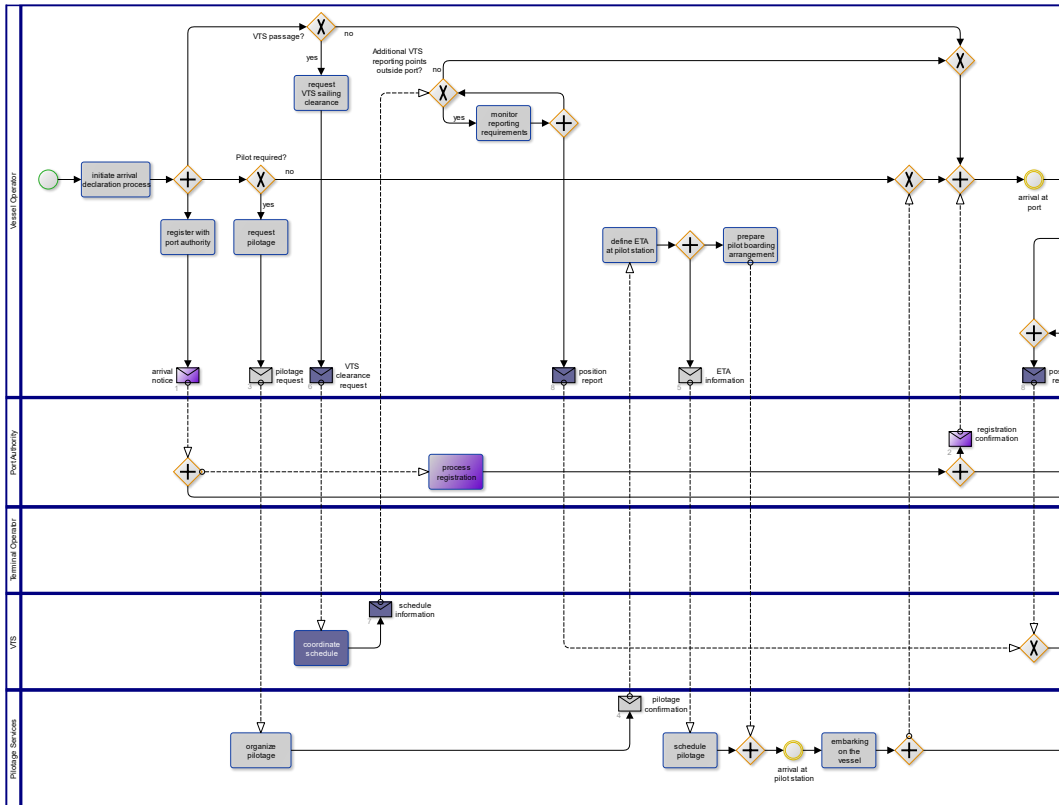 Vessel Operator
VTS passage?
no
yes
request
VTS sailing
clearance
Additional VTS
reporting points
outside port?
no
yes
monitor
reporting
requirements
initiate arrival
declaration process
Pilot required?
no
yes
register with
port authority
request
pilotage
define ETA
at pilot station
prepare
pilot boarding
arrangement
arrival at
port
arrival
notice
1
pilotage
request
3
VTS
clearance
request
6
position
report
8
ETA
information
5
pos
re
8
Port Authority
process
registration
registration
confirmation
2
Terminal Operator
VTS
schedule
information
7
coordinate
schedule
Pilotage Services
pilotage
confirmation
4
organize
pilotage
schedule
pilotage
arrival at
pilot station
embarking
on the
vessel